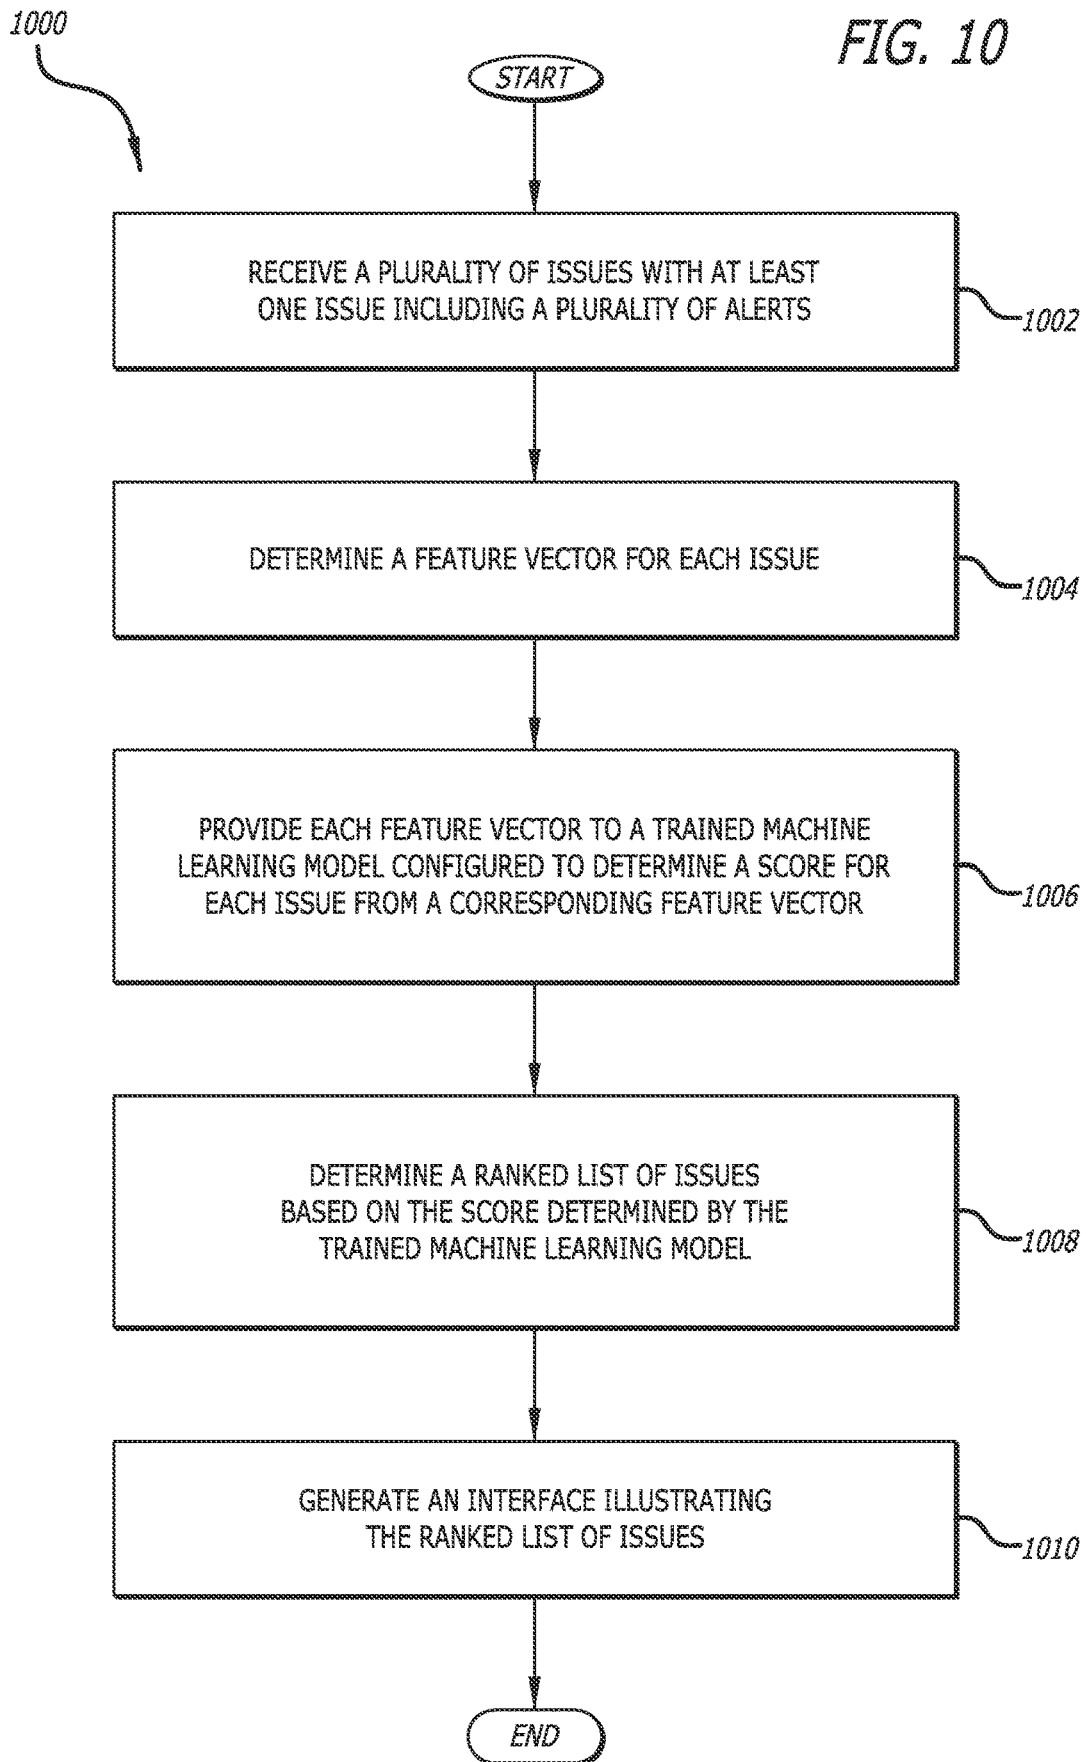 1000
FIG. 10
START
RECEIVE A PLURALITY OF ISSUES WITH AT LEAST
ONE ISSUE INCLUDING A PLURALITY OF ALERTS
1002
DETERMINE A FEATURE VECTOR FOR EACH ISSUE
1004
PROVIDE EACH FEATURE VECTOR TO A TRAINED MACHINE
LEARNING MODEL CONFIGURED TO DETERMINE A SCORE FOR
EACH ISSUE FROM A CORRESPONDING FEATURE VECTOR
1006
DETERMINE A RANKED LIST OF ISSUES
BASED ON THE SCORE DETERMINED BY THE
TRAINED MACHINE LEARNING MODEL
1008
GENERATE AN INTERFACE ILLUSTRATING
THE RANKED LIST OF ISSUES
1010
END